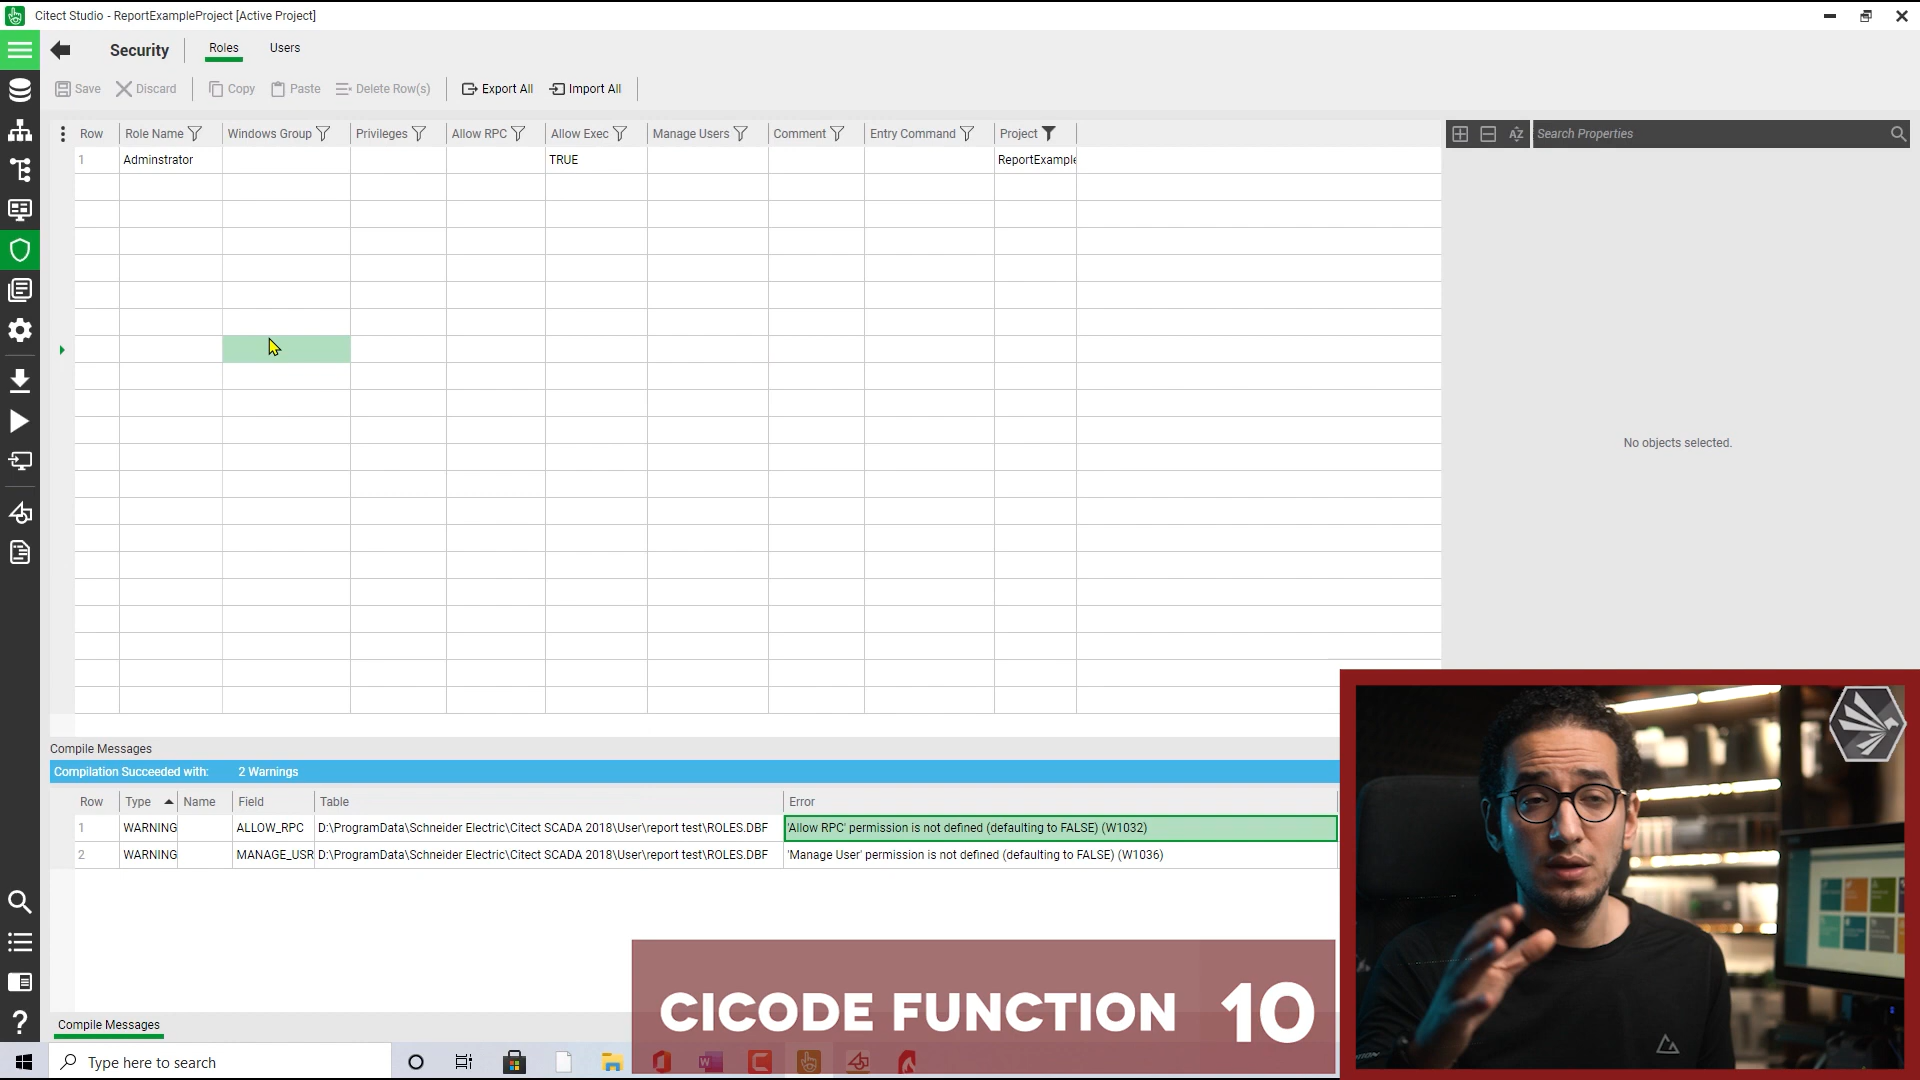 Citect Studio - ReportExampleProject [Active Project]
Security Roles Users
Save Discard Copy Paste Delete Row(s) Export All Import All
Row Role Name Windows Group Privileges Allow RPC Allow Exec Manage Users Comment Entry Command Project
Search Properties
1 Adminstrator TRUE ReportExample
No objects selected.
Compile Messages
Compilation Succeeded with: 2 Warnings
Row Type Name Field Table Error
1 WARNING ALLOW_RPC D:\ProgramData\Schneider Electric\Citect SCADA 2018\User\report test\ROLES.DBF 'Allow RPC' permission is not defined (defaulting to FALSE) (W1032)
2 WARNING MANAGE_USR D:\ProgramData\Schneider Electric\Citect SCADA 2018\User\report test\ROLES.DBF 'Manage User' permission is not defined (defaulting to FALSE) (W1036)
CICODE FUNCTION 10
Compile Messages
Type here to search